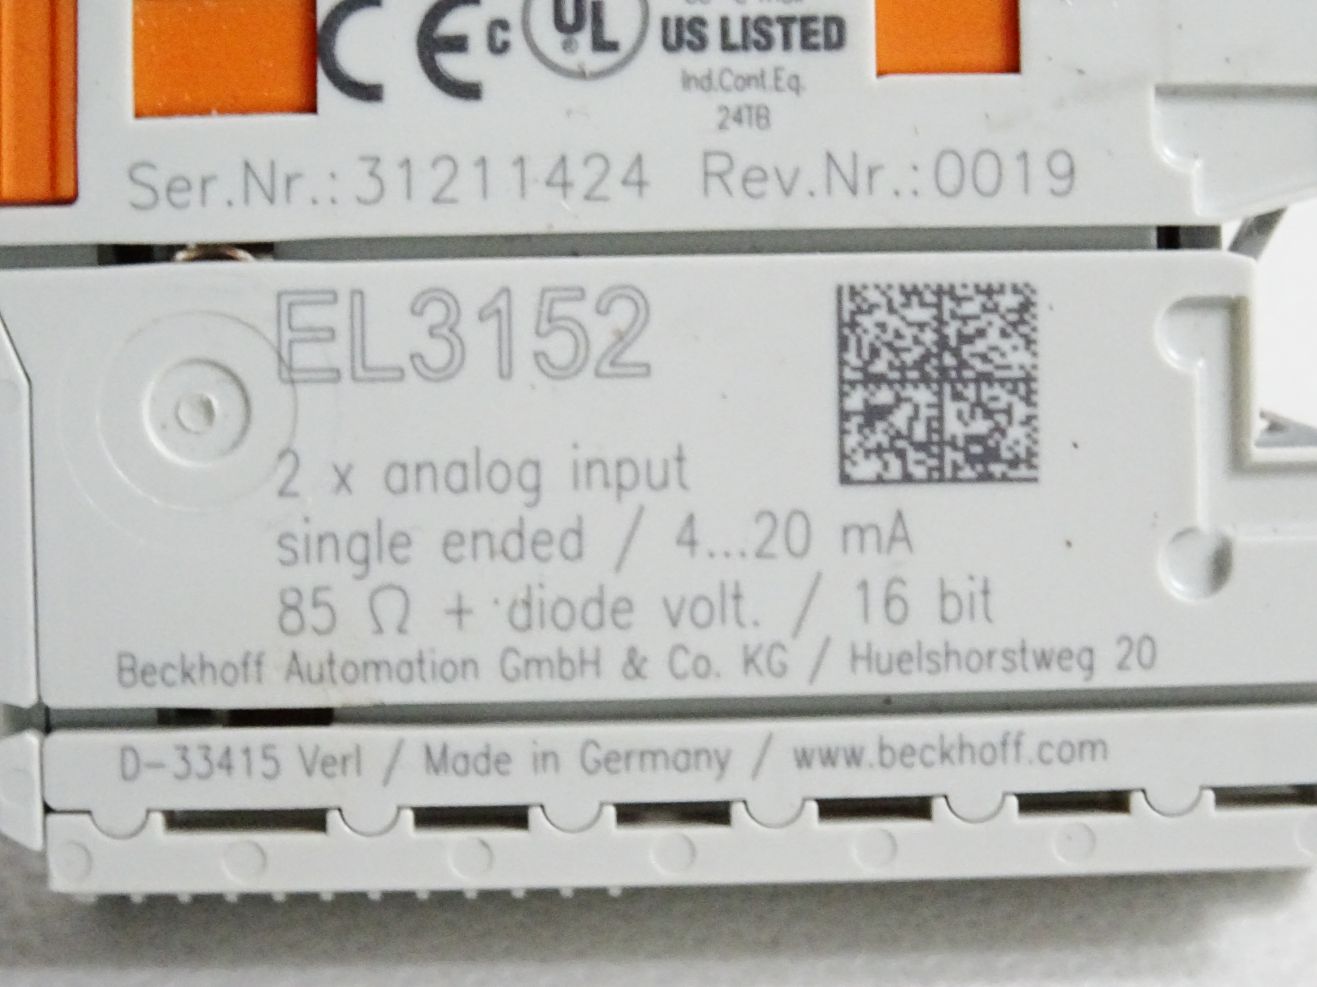 CE c UL® US LISTED
Ind.Cont.Eq.
24TB
Ser.Nr.:31211424 Rev.Nr.:0019
EL3152
2 x analog input
single ended / 4...20 mA
85 Ω + diode volt. / 16 bit
Beckhoff Automation GmbH & Co. KG / Huelshorstweg 20
D-33415 Verl / Made in Germany / www.beckhoff.com